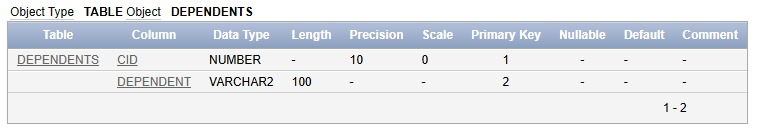 Object Type TABLE Object DEPENDENTS
Table Column Data Type Length Precision Scale Primary Key Nullable Default Comment
DEPENDENTS CID NUMBER - 10 0 1 - - -
DEPENDENT VARCHAR2 100 - - 2 - - -
1 - 2